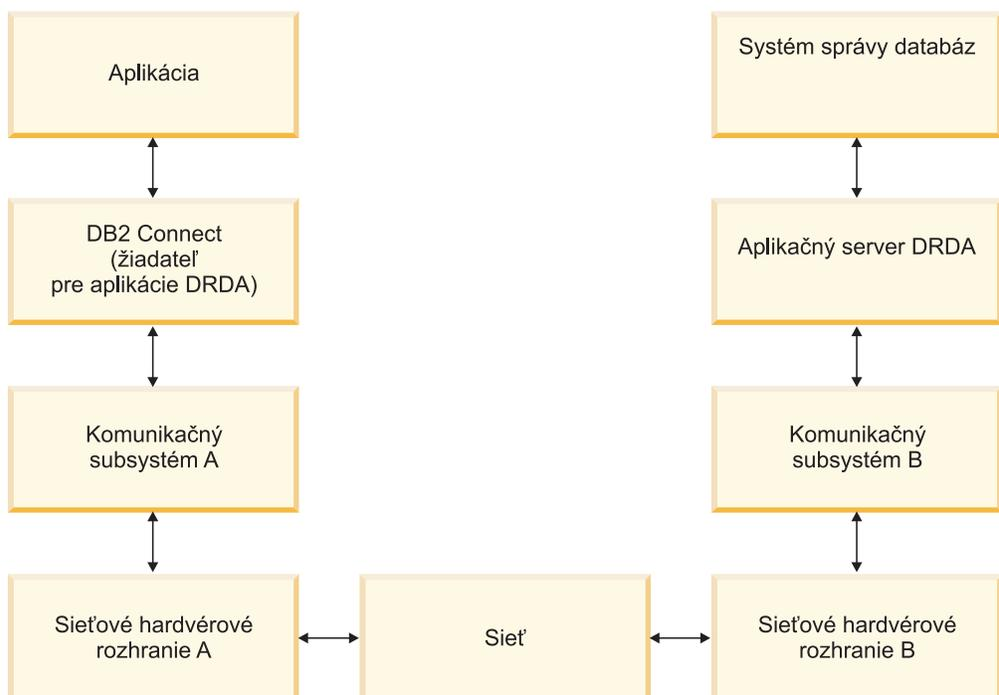 Aplikácia
Systém správy databáz
DB2 Connect
(žiadateľ
pre aplikácie DRDA)
Aplikačný server DRDA
Komunikačný
subsystém A
Komunikačný
subsystém B
Sieťové hardvérové
rozhranie A
Sieť
Sieťové hardvérové
rozhranie B